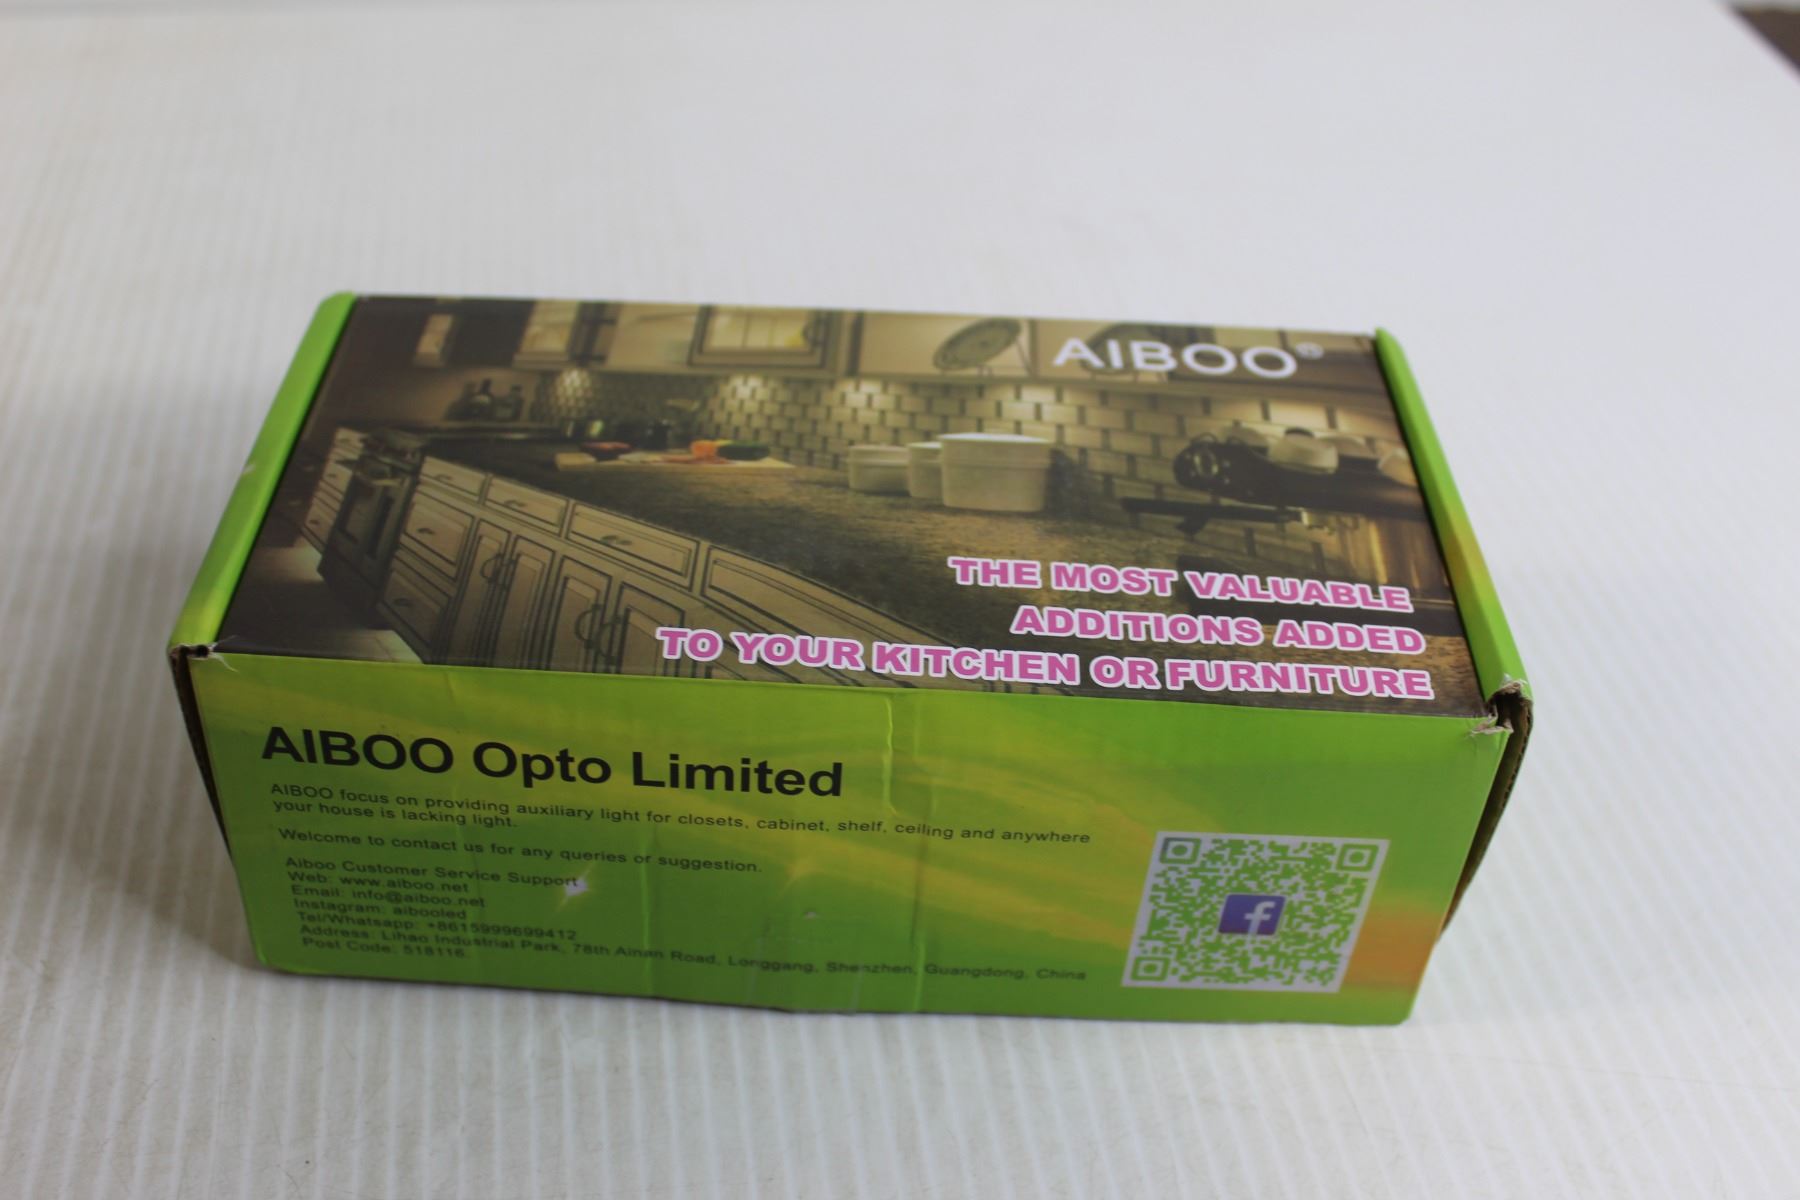 AIBOO®
THE MOST VALUABLE
ADDITIONS ADDED
TO YOUR KITCHEN OR FURNITURE
AIBOO Opto Limited
AIBOO focus on providing auxiliary light for closets, cabinet, shelf, ceiling and anywhere
your house is lacking light.
Welcome to contact us for any queries or suggestion.
Aiboo Customer Service Support
Web: www.aiboo.net
Email: info@aiboo.net
Instagram: aibooled
Tel/Whatsapp: +8615999699412
Address: Lihao Industrial Park, 78th Ainan Road, Longgang, Shenzhen, Guangdong, China
Post Code: 518116.
f